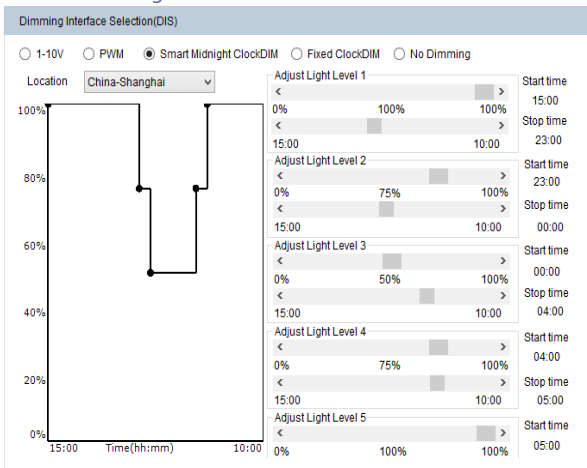 Dimming Interface Selection(DIS)
1-10V PWM Smart Midnight ClockDIM Fixed ClockDIM No Dimming
Location China-Shanghai
100%
80%
60%
40%
20%
0%
15:00 Time(hh:mm) 10:00
Adjust Light Level 1
0% 100% 100%
15:00 10:00
Start time
15:00
Stop time
23:00
Adjust Light Level 2
0% 75% 100%
15:00 10:00
Start time
23:00
Stop time
00:00
Adjust Light Level 3
0% 50% 100%
15:00 10:00
Start time
00:00
Stop time
04:00
Adjust Light Level 4
0% 75% 100%
15:00 10:00
Start time
04:00
Stop time
05:00
Adjust Light Level 5
0% 100% 100%
Start time
05:00